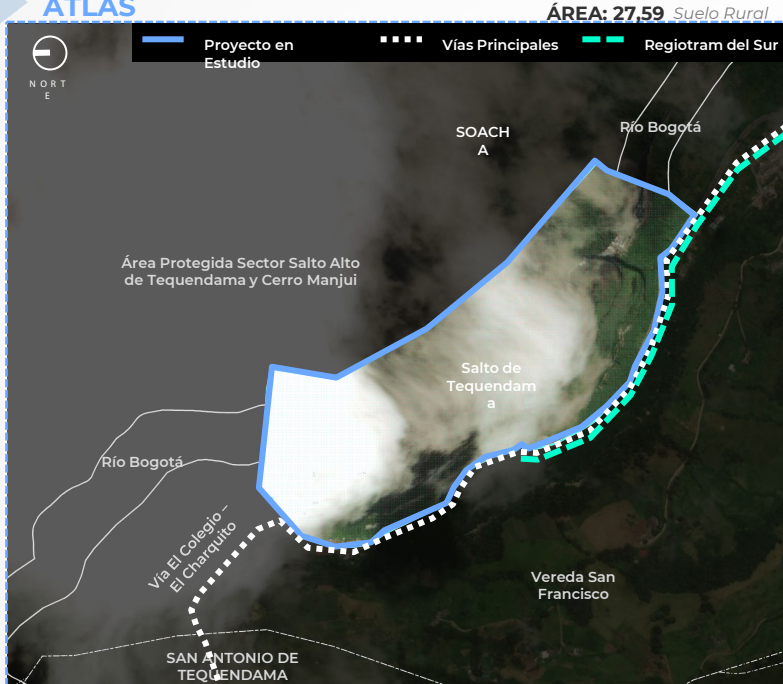 ATLAS
ÁREA: 27,59 Suelo Rural
Proyecto en
Estudio
Vías Principales
Registram del Sur
NORT
E
SOACH
A
Río Bogotá
Área Protegida Sector Salto Alto
de Tequendama y Cerro Manjui
Salto de
Tequendam
a
Río Bogotá
Vía El Colegio –
El Charquito
Vereda San
Francisco
SAN ANTONIO DE
TEQUENDAMA